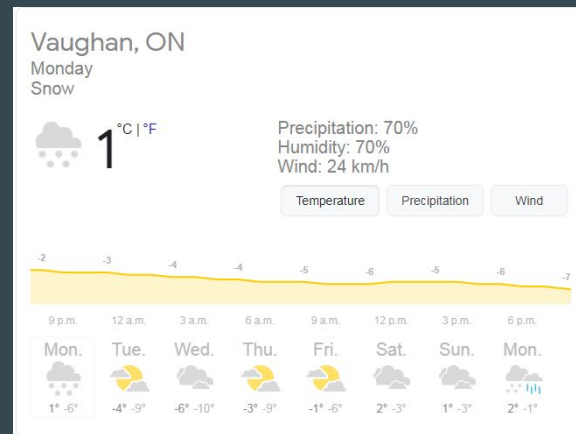 Vaughan, ON
Monday
Snow
1 °C | °F
Precipitation: 70%
Humidity: 70%
Wind: 24 km/h
Temperature Precipitation Wind
-2 -3 -4 -4 -5 -6 -5 -6 -7
9 p.m. 12 a.m. 3 a.m. 6 a.m. 9 a.m. 12 p.m. 3 p.m. 6 p.m.
Mon. Tue. Wed. Thu. Fri. Sat. Sun. Mon.
1° -6° -4° -9° -6° -10° -3° -9° -1° -6° 2° -3° 1° -3° 2° -1°